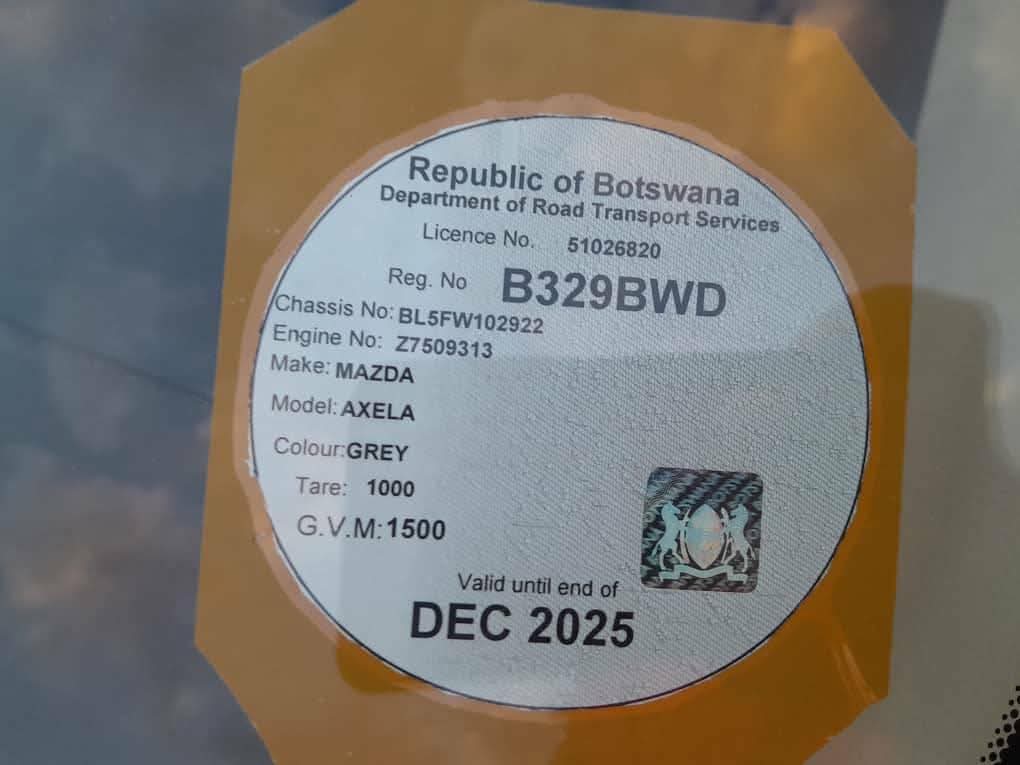 Republic of Botswana
Department of Road Transport Services
Licence No. 51026820
Reg. No B329BWD
Chassis No: BL5FW102922
Engine No: Z7509313
Make: MAZDA
Model: AXELA
Colour:GREY
Tare: 1000
G.V.M:1500
Valid until end of
DEC 2025